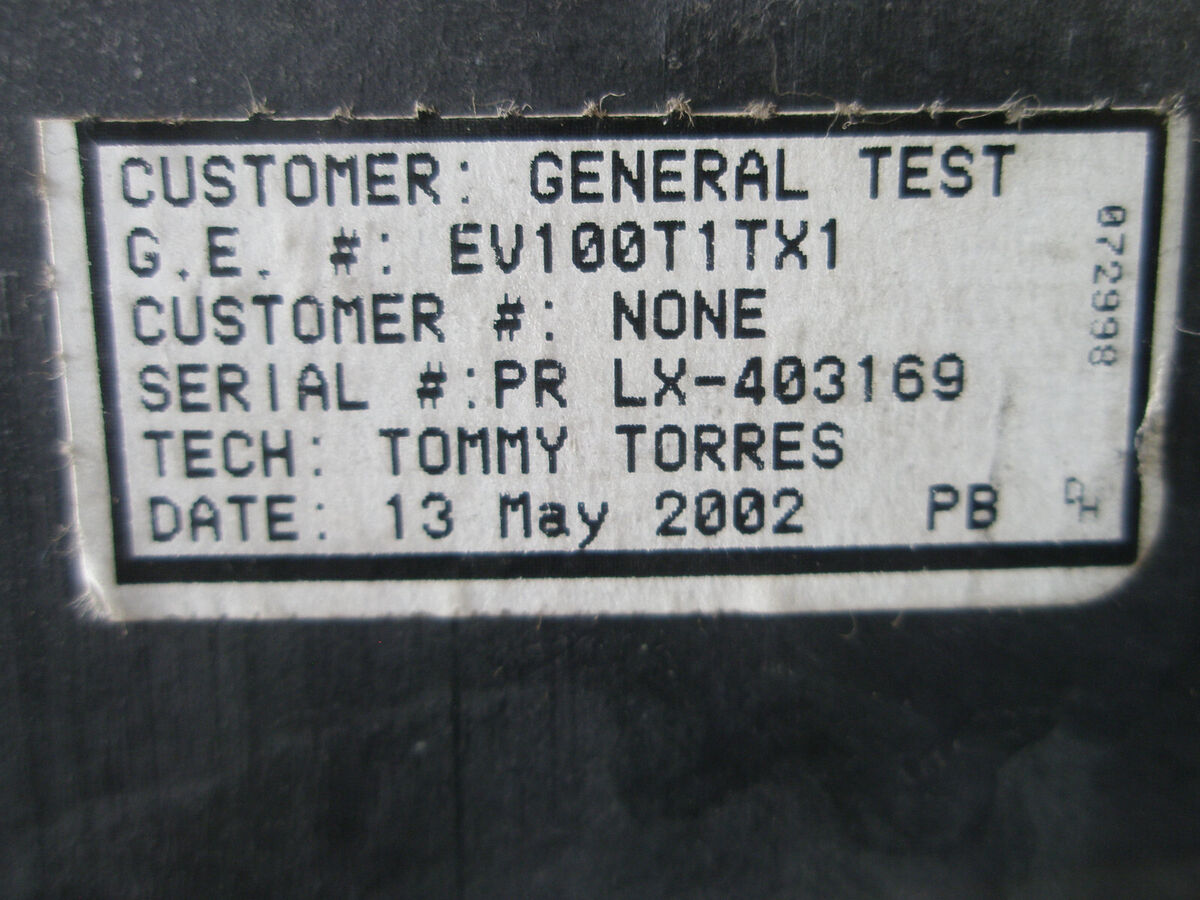 CUSTOMER: GENERAL TEST
G.E. #: EV100T1TX1
CUSTOMER #: NONE
SERIAL #:PR LX-403169
TECH: TOMMY TORRES
DATE: 13 May 2002 PB
072998
DH